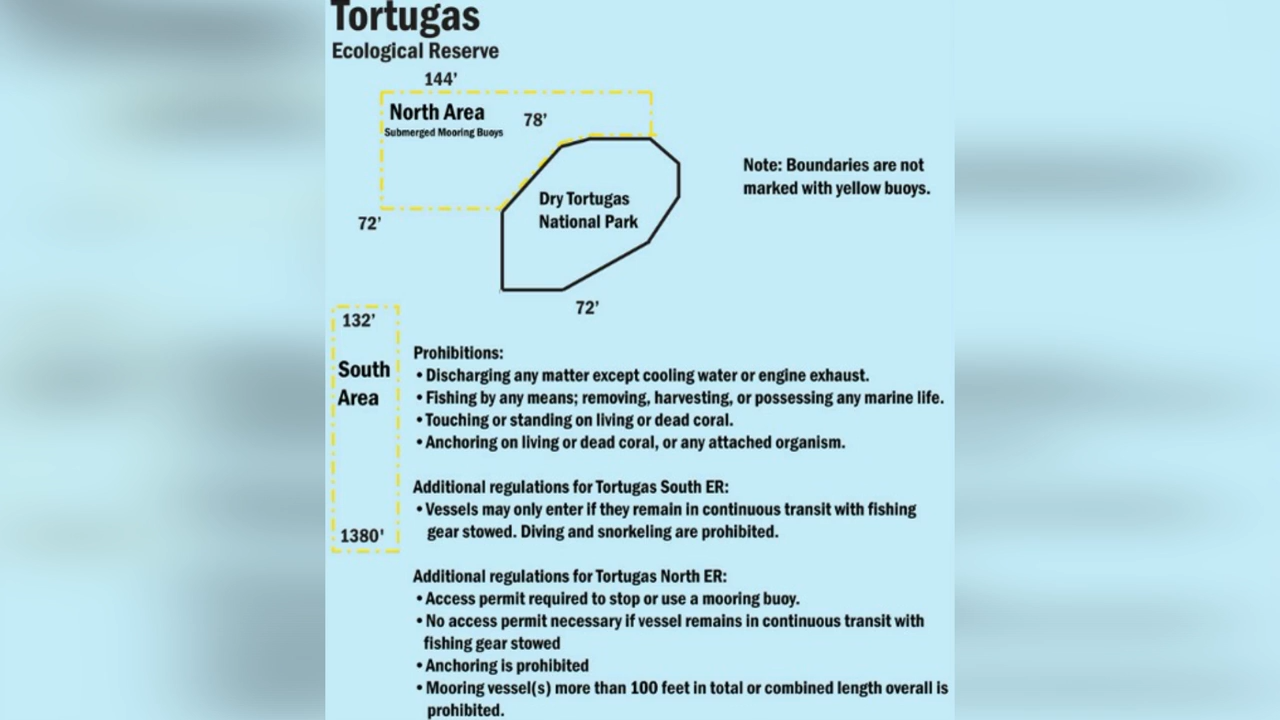 Tortugas
Ecological Reserve
144'
North Area
Submerged Mooring Buoys
78'
Note: Boundaries are not
marked with yellow buoys.
Dry Tortugas
National Park
72'
72'
132'
South
Area
1380'
Prohibitions:
• Discharging any matter except cooling water or engine exhaust.
• Fishing by any means; removing, harvesting, or possessing any marine life.
• Touching or standing on living or dead coral.
• Anchoring on living or dead coral, or any attached organism.
Additional regulations for Tortugas South ER:
• Vessels may only enter if they remain in continuous transit with fishing
gear stowed. Diving and snorkeling are prohibited.
Additional regulations for Tortugas North ER:
• Access permit required to stop or use a mooring buoy.
• No access permit necessary if vessel remains in continuous transit with
fishing gear stowed
• Anchoring is prohibited
• Mooring vessel(s) more than 100 feet in total or combined length overall is
prohibited.